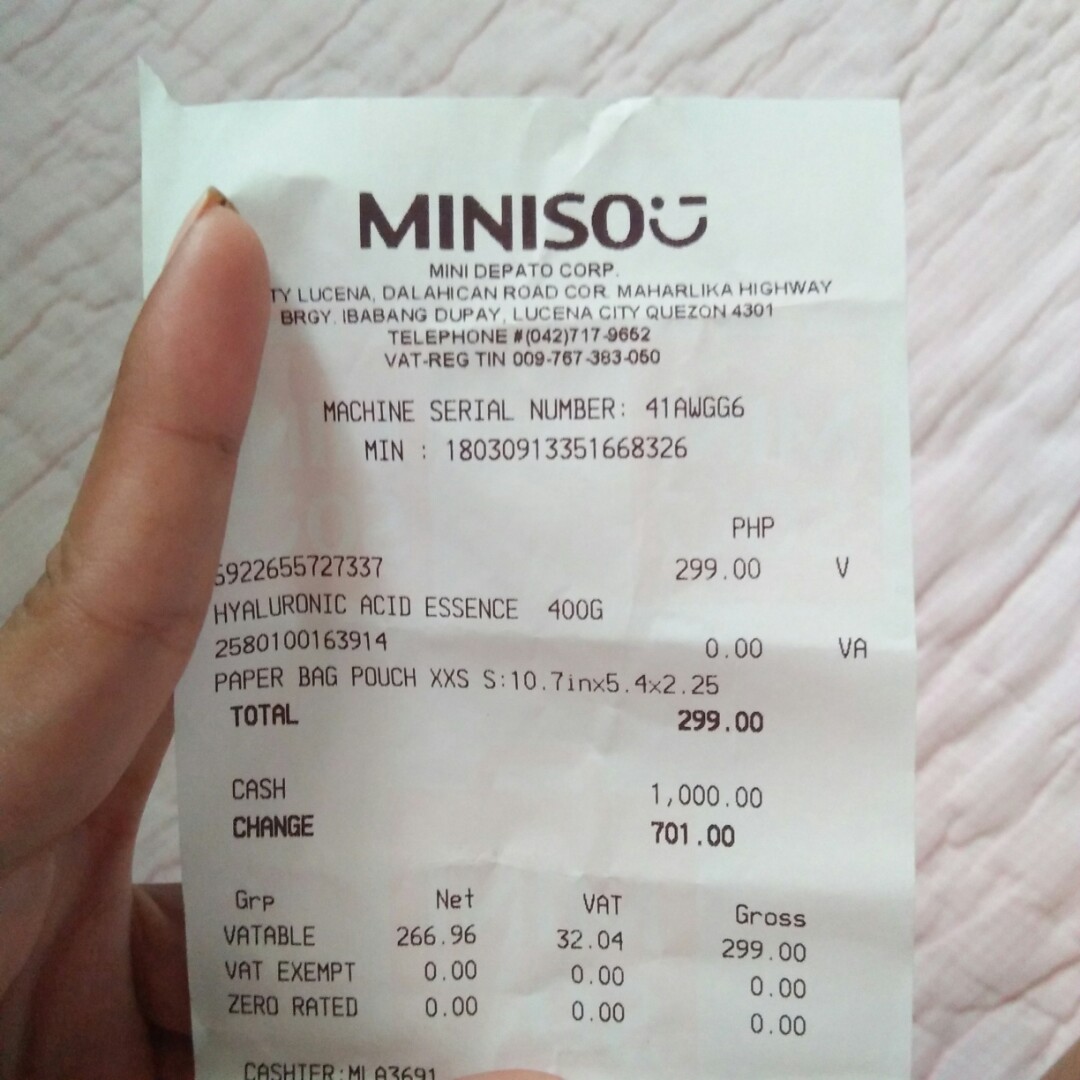 MINISO
MINI DEPATO CORP.
LUCENA, DALAHICAN ROAD COR. MAHARLIKA HIGHWAY
BRGY. IBABANG DUPAY, LUCENA CITY QUEZON 4301
TELEPHONE #(042)717-9652
VAT-REG TIN 009-767-383-050
MACHINE SERIAL NUMBER: 41AWGG6
MIN : 18030913351668326
PHP
6922655727337 299.00 V
HYALURONIC ACID ESSENCE 400G
2580100163914 0.00 VA
PAPER BAG POUCH XXS S:10.7inx5.4x2.25
TOTAL 299.00
CASH 1,000.00
CHANGE 701.00
Grp Net VAT Gross
VATABLE 266.96 32.04 299.00
VAT EXEMPT 0.00 0.00 0.00
ZERO RATED 0.00 0.00 0.00
CASHIER:MLA3691